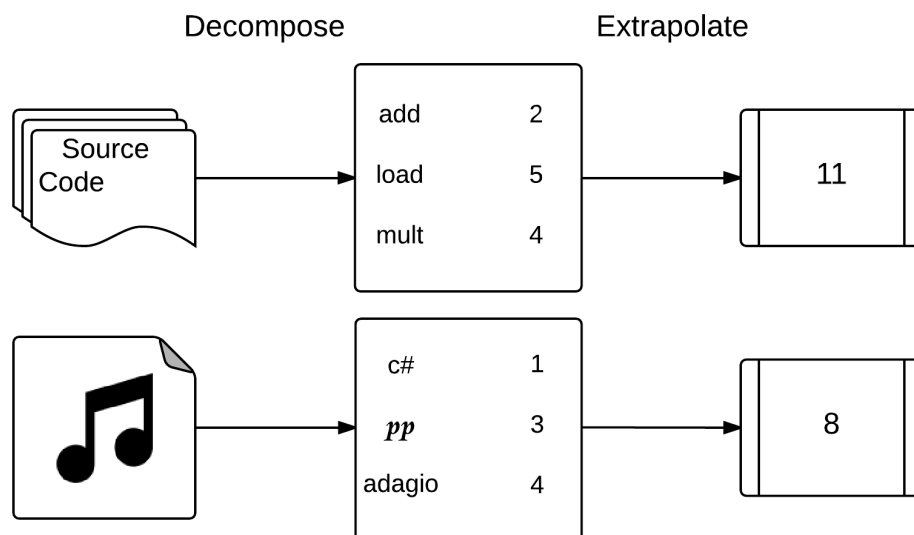 Decompose Extrapolate
Source
Code
add 2
load 5
mult 4
11
c# 1
pp 3
adagio 4
8